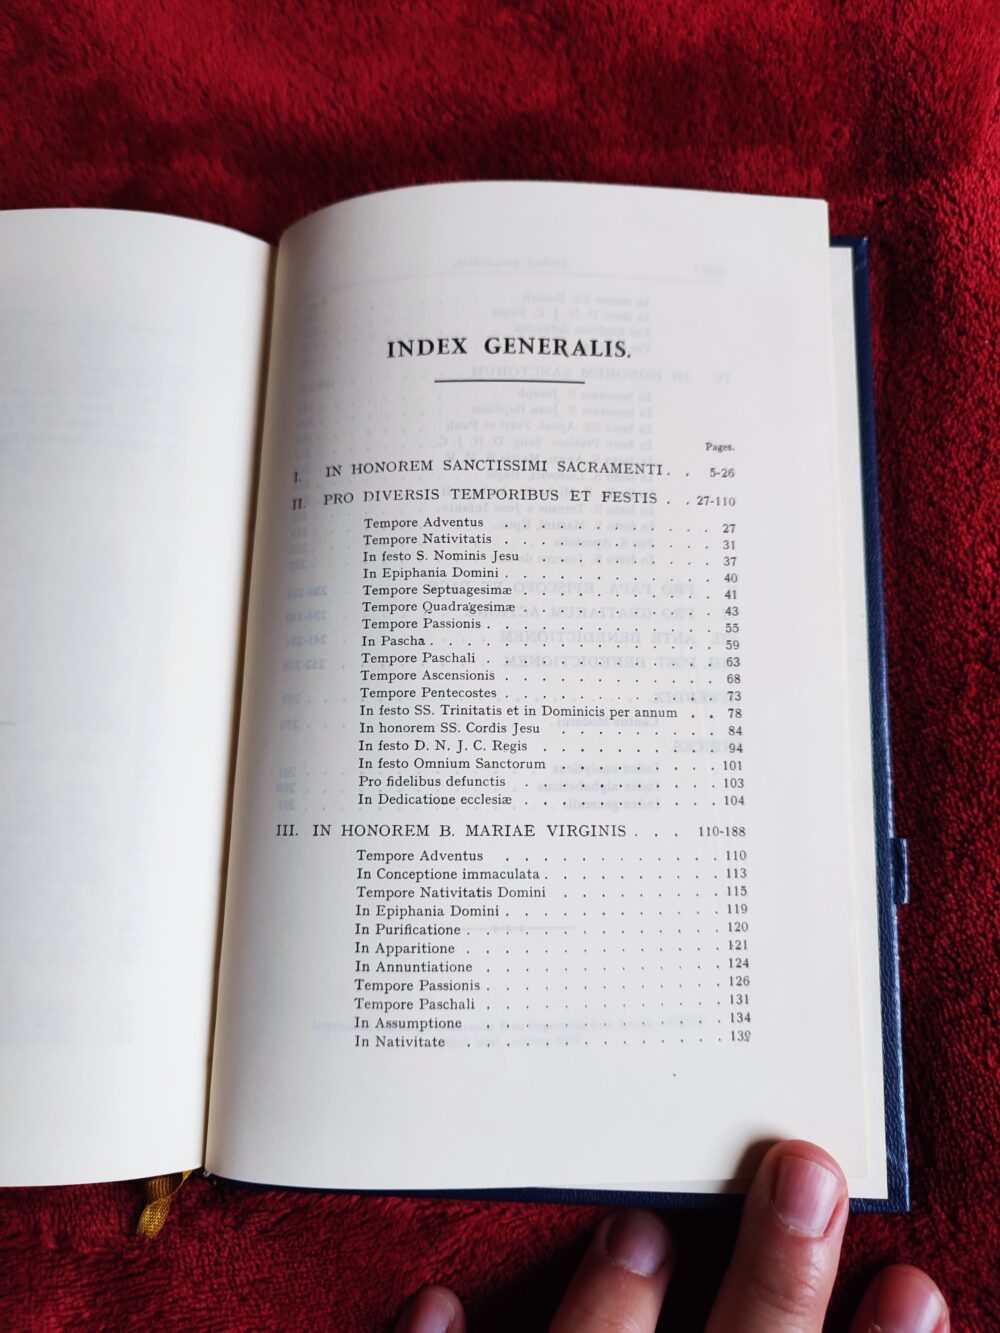 INDEX GENERALIS.
Pages.
I. IN HONOREM SANCTISSIMI SACRAMENTI . . 5-26
II. PRO DIVERSIS TEMPORIBUS ET FESTIS . . 27-110
Tempore Adventus . . . . . . . . . . . . 27
Tempore Nativitatis . . . . . . . . . . . . 31
In festo S. Nominis Jesu . . . . . . . . . . 37
In Epiphania Domini . . . . . . . . . . . . 40
Tempore Septuagesimæ . . . . . . . . . . . 41
Tempore Quadragesimæ . . . . . . . . . . . 43
Tempore Passionis . . . . . . . . . . . . . 55
In Pascha . . . . . . . . . . . . . . . . 59
Tempore Paschali . . . . . . . . . . . . . 63
Tempore Ascensionis . . . . . . . . . . . . 68
Tempore Pentecostes . . . . . . . . . . . . 73
In festo SS. Trinitatis et in Dominicis per annum . . 78
In honorem SS. Cordis Jesu . . . . . . . . . 84
In festo D. N. J. C. Regis . . . . . . . . . . 94
In festo Omnium Sanctorum . . . . . . . . . 101
Pro fidelibus defunctis . . . . . . . . . . . 103
In Dedicatione ecclesiæ . . . . . . . . . . . 104
III. IN HONOREM B. MARIAE VIRGINIS . . . 110-188
Tempore Adventus . . . . . . . . . . . . 110
In Conceptione immaculata . . . . . . . . . . 113
Tempore Nativitatis Domini . . . . . . . . . 115
In Epiphania Domini . . . . . . . . . . . . 119
In Purificatione . . . . . . . . . . . . . . 120
In Apparitione . . . . . . . . . . . . . . 121
In Annuntiatione . . . . . . . . . . . . . 124
Tempore Passionis . . . . . . . . . . . . . 126
Tempore Paschali . . . . . . . . . . . . . 131
In Assumptione . . . . . . . . . . . . . 134
In Nativitate . . . . . . . . . . . . . . 139